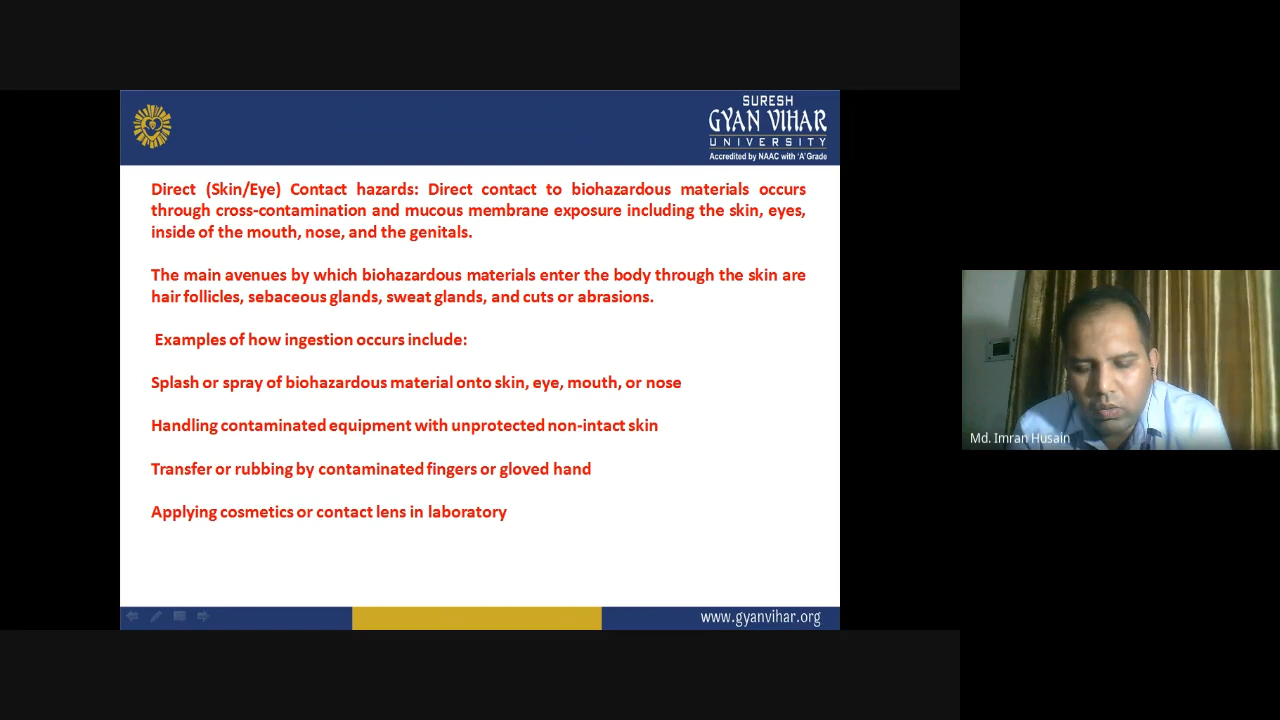 SURESH
GYAN VIHAR
UNIVERSITY
Accredited by NAAC with 'A' Grade
Direct (Skin/Eye) Contact hazards: Direct contact to biohazardous materials occurs
through cross-contamination and mucous membrane exposure including the skin, eyes,
inside of the mouth, nose, and the genitals.
The main avenues by which biohazardous materials enter the body through the skin are
hair follicles, sebaceous glands, sweat glands, and cuts or abrasions.
Examples of how ingestion occurs include:
Splash or spray of biohazardous material onto skin, eye, mouth, or nose
Handling contaminated equipment with unprotected non-intact skin
Transfer or rubbing by contaminated fingers or gloved hand
Applying cosmetics or contact lens in laboratory
www.gyanvihar.org
Md. Imran Husain